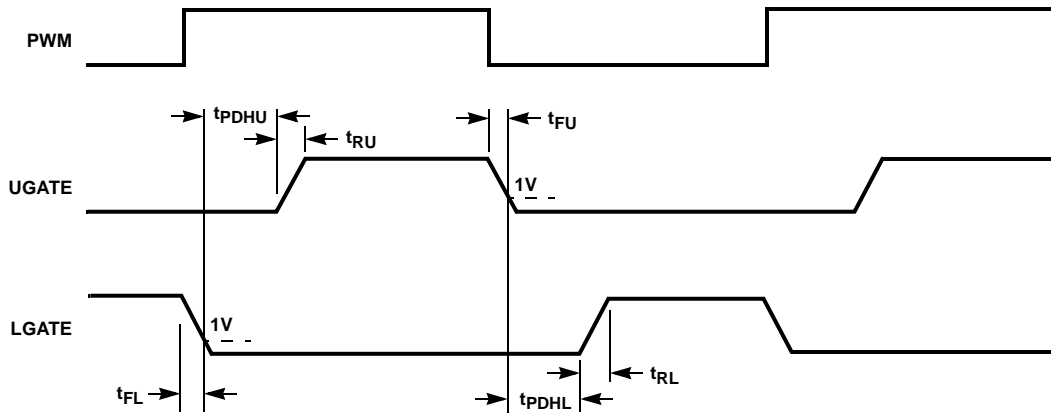 PWM
tPDHU
tRU
tFU
UGATE
1V
LGATE
1V
tFL
tRL
tPDHL